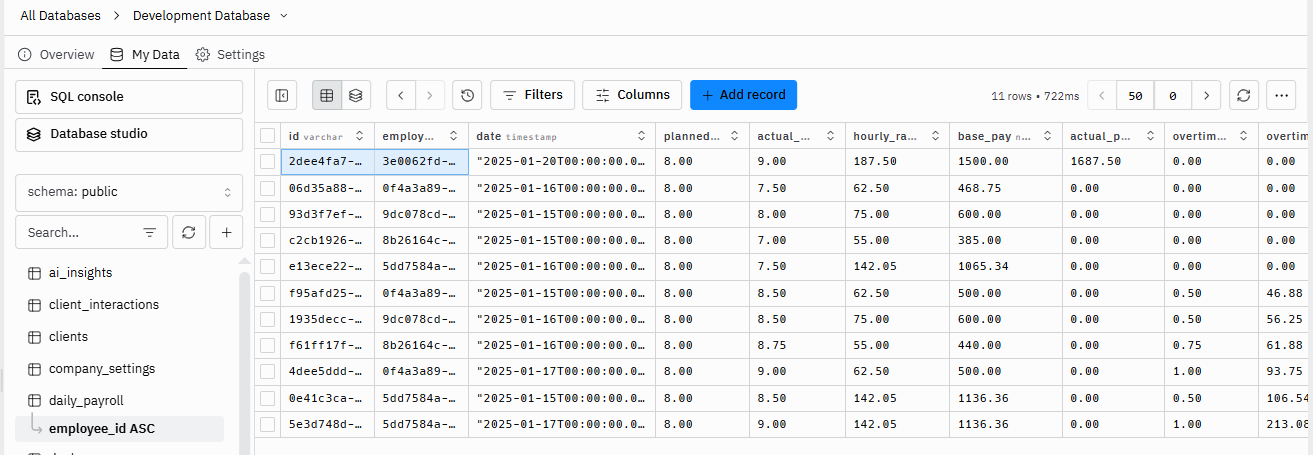 All Databases > Development Database
Overview My Data Settings
SQL console
Database studio
schema: public
Search...
ai_insights
client_interactions
clients
company_settings
daily_payroll
employee_id ASC
Filters Columns + Add record 11 rows • 722ms 50 0
id varchar employ... date timestamp planned... actual_... hourly_ra... base_pay n... actual_p... overtim... overtim
2dee4fa7-... 3e0062fd-... "2025-01-20T00:00:00.0... 8.00 9.00 187.50 1500.00 1687.50 0.00 0.00
06d35a88-... 0f4a3a89-... "2025-01-16T00:00:00.0... 8.00 7.50 62.50 468.75 0.00 0.00 0.00
93d3f7ef-... 9dc078cd-... "2025-01-15T00:00:00.0... 8.00 8.00 75.00 600.00 0.00 0.00 0.00
c2cb1926-... 8b26164c-... "2025-01-15T00:00:00.0... 8.00 7.00 55.00 385.00 0.00 0.00 0.00
e13ece22-... 5dd7584a-... "2025-01-16T00:00:00.0... 8.00 7.50 142.05 1065.34 0.00 0.00 0.00
f95afd25-... 0f4a3a89-... "2025-01-15T00:00:00.0... 8.00 8.50 62.50 500.00 0.00 0.50 46.88
1935decc-... 9dc078cd-... "2025-01-16T00:00:00.0... 8.00 8.50 75.00 600.00 0.00 0.50 56.25
f61ff17f-... 8b26164c-... "2025-01-16T00:00:00.0... 8.00 8.75 55.00 440.00 0.00 0.75 61.88
4dee5ddd-... 0f4a3a89-... "2025-01-17T00:00:00.0... 8.00 9.00 62.50 500.00 0.00 1.00 93.75
0e41c3ca-... 5dd7584a-... "2025-01-15T00:00:00.0... 8.00 8.50 142.05 1136.36 0.00 0.50 106.54
5e3d748d-... 5dd7584a-... "2025-01-17T00:00:00.0... 8.00 9.00 142.05 1136.36 0.00 1.00 213.08